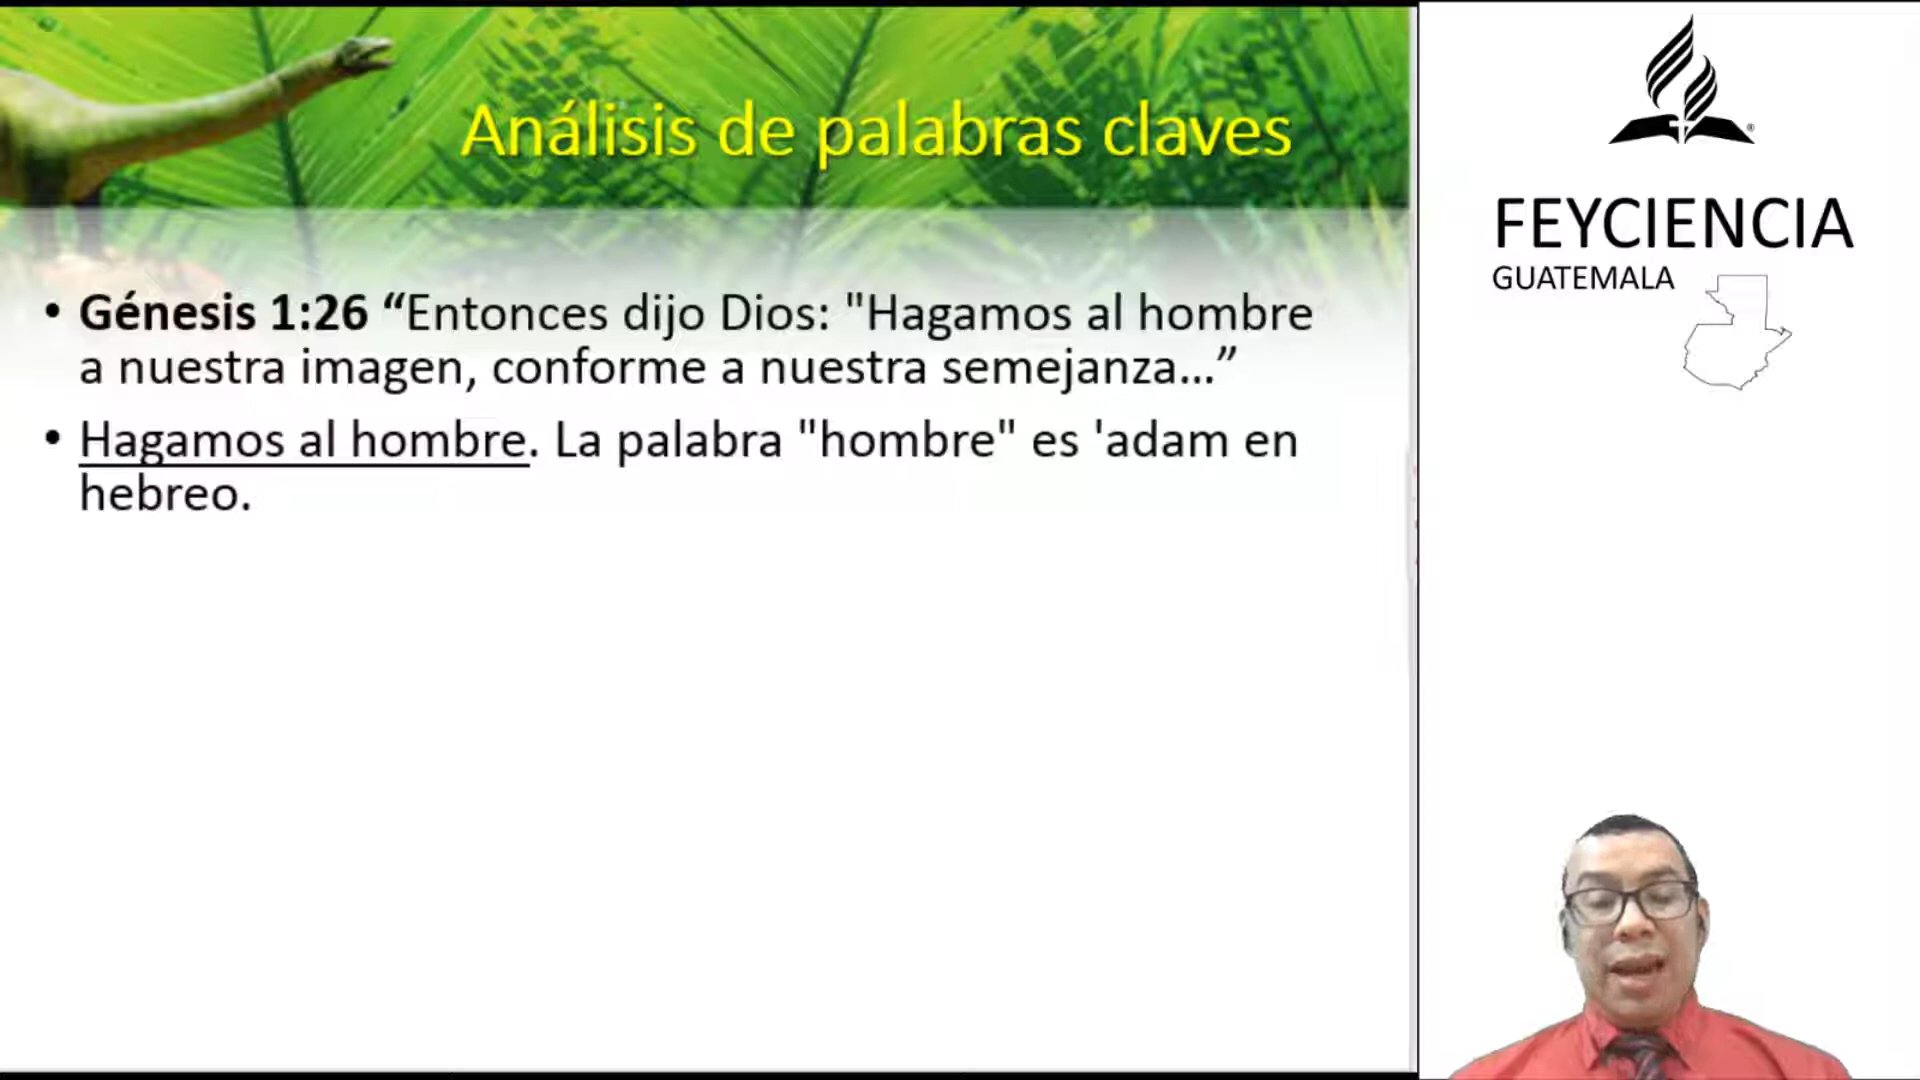 Análisis de palabras claves
• Génesis 1:26 “Entonces dijo Dios: "Hagamos al hombre
a nuestra imagen, conforme a nuestra semejanza...”
• Hagamos al hombre. La palabra "hombre" es 'adam en
hebreo.
®
FEYCIENCIA
GUATEMALA